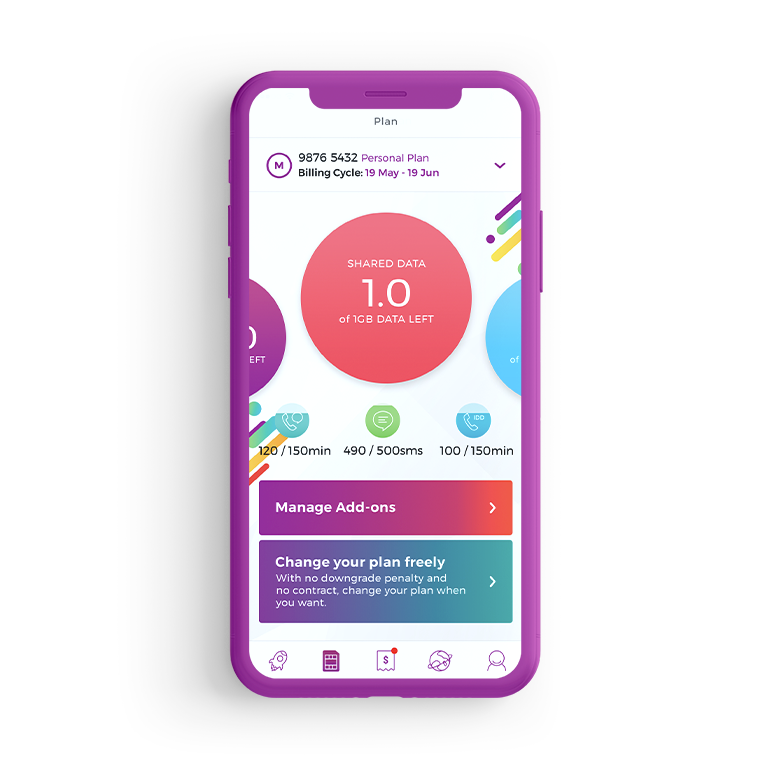 Plan
M
9876 5432 Personal Plan
Billing Cycle: 19 May - 19 Jun
SHARED DATA
1.0
of 1GB DATA LEFT
EFT
of
IDD
120 / 150min
490 / 500sms
100 / 150min
Manage Add-ons
Change your plan freely
With no downgrade penalty and
no contract, change your plan when
you want.
$